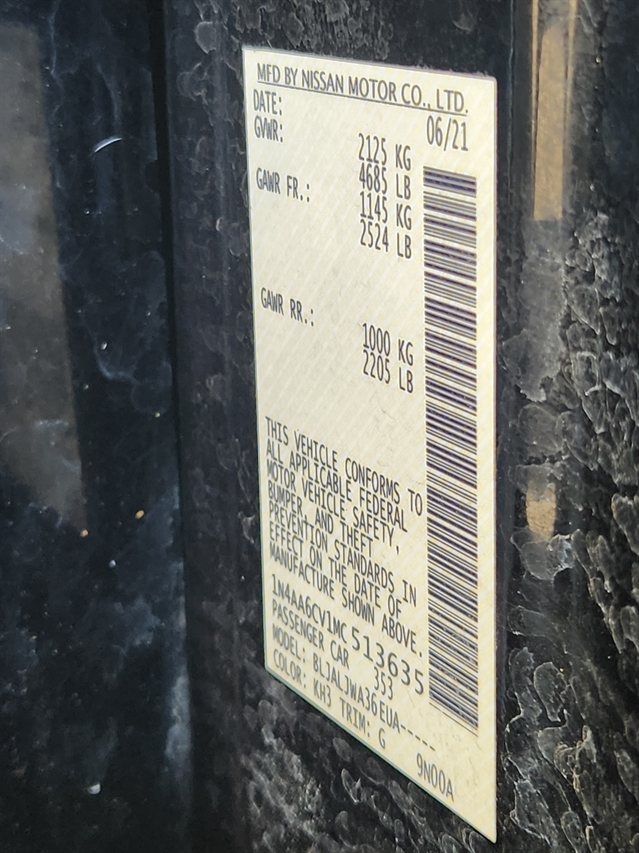 MFD BY NISSAN MOTOR CO., LTD.
DATE: 06/21
GVWR: 2125 KG
4685 LB
GAWR FR.: 1145 KG
2524 LB
GAWR RR.: 1000 KG
2205 LB
THIS VEHICLE CONFORMS TO
ALL APPLICABLE FEDERAL
MOTOR VEHICLE SAFETY,
BUMPER, AND THEFT
PREVENTION STANDARDS IN
EFFECT ON THE DATE OF
MANUFACTURE SHOWN ABOVE.
1N4AA6CV1MC513635
PASSENGER CAR 353
MODEL: BLJALJWA36EUA-----
COLOR: KH3 TRIM: G 9N00A